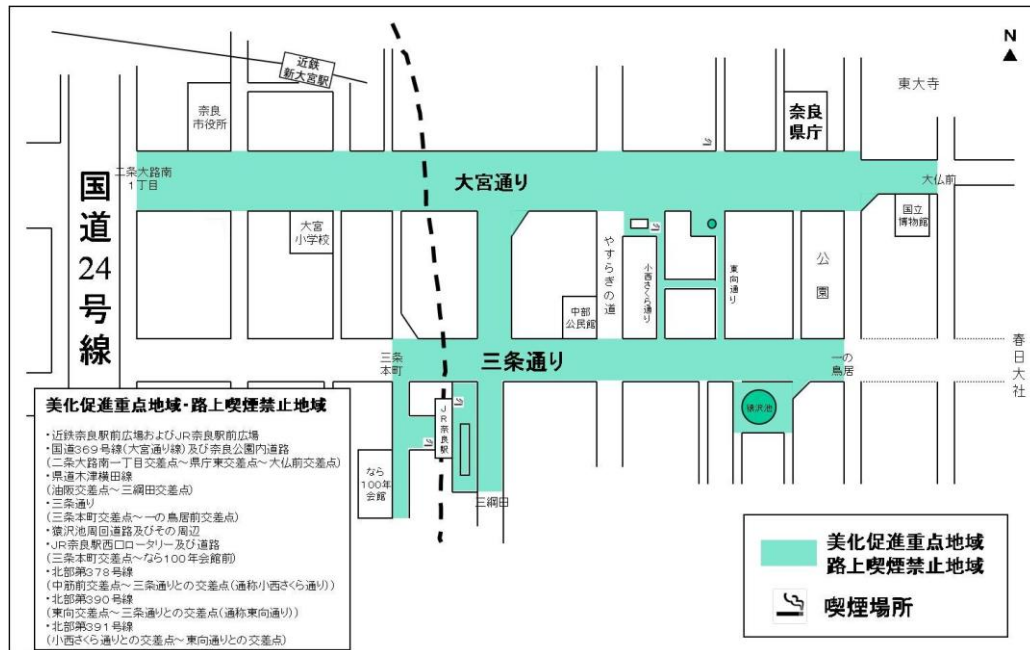 N
近鉄
新大宮駅
奈良
市役所
奈良
県庁
東大寺
二条大路南
1丁目
大宮通り
大仏前
国立
博物館
国道24号線
大宮
小学校
やすらぎの道
小西さくら通り
東向通り
公園
中部
公民館
三条
本町
三条通り
一の
鳥居
春日大社
JR奈良駅
猿沢池
なら
100年
会館
三綱田
美化促進重点地域・路上喫煙禁止地域
・近鉄奈良駅前広場およびJR奈良駅前広場
・国道369号線(大宮通り線)及び奈良公園内道路
(二条大路南一丁目交差点～県庁東交差点～大仏前交差点)
・県道木津横田線
(油阪交差点～三綱田交差点)
・三条通り
(三条本町交差点～一の鳥居前交差点)
・猿沢池周回道路及びその周辺
・JR奈良駅西口ロータリー及び道路
(三条本町交差点～なら100年会館前)
・北部第378号線
(中筋前交差点～三条通りとの交差点(通称小西さくら通り))
・北部第390号線
(東向交差点～三条通りとの交差点(通称東向通り))
・北部第391号線
(小西さくら通りとの交差点～東向通りとの交差点)
美化促進重点地域
路上喫煙禁止地域
喫煙場所